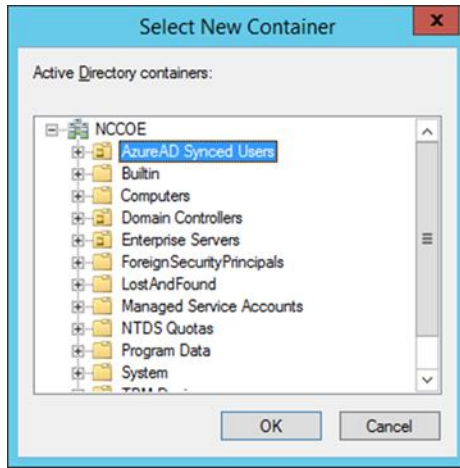 Select New Container
x
Active Directory containers:
NCCOE
AzureAD Synced Users
Builtin
Computers
Domain Controllers
Enterprise Servers
ForeignSecurityPrincipals
LostAndFound
Managed Service Accounts
NTDS Quotas
Program Data
System
OK Cancel